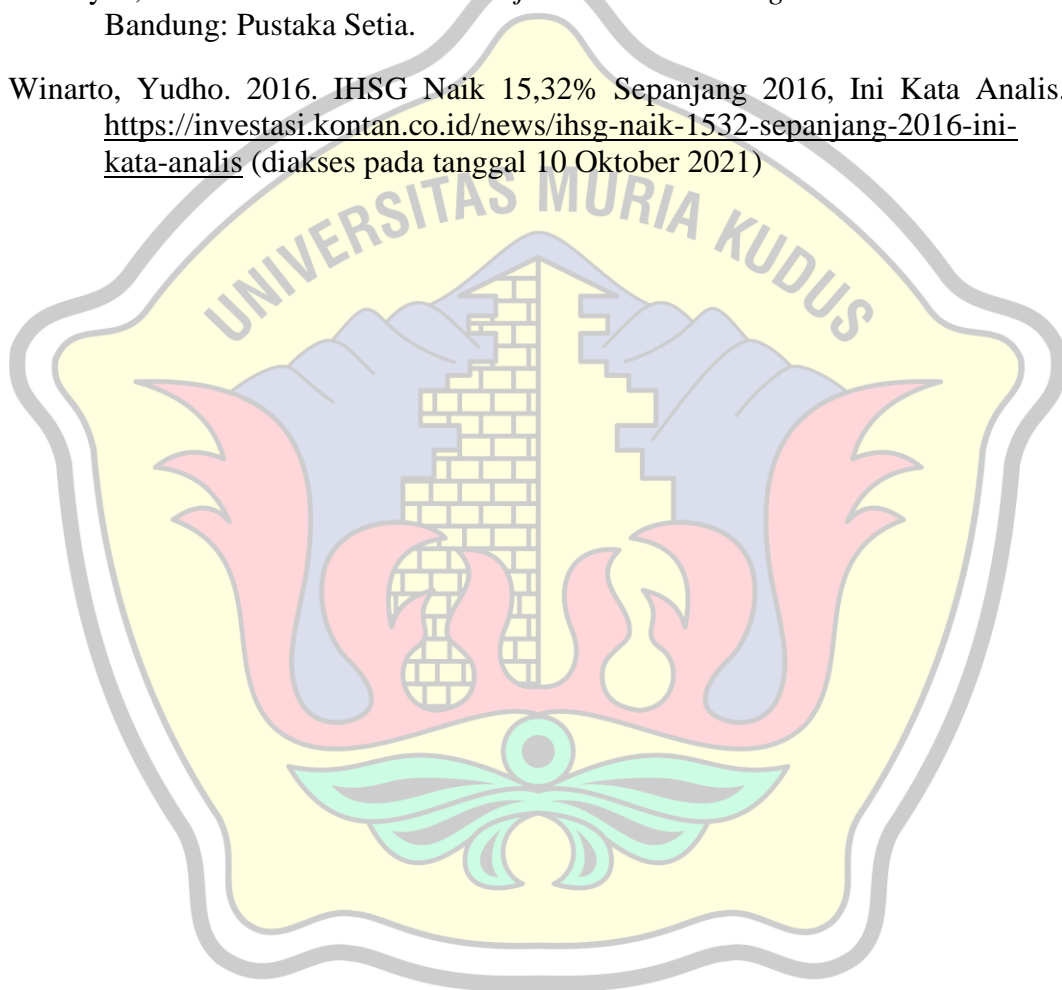 Bandung: Pustaka Setia.
Winarto, Yudho. 2016. IHSG Naik 15,32% Sepanjang 2016, Ini Kata Analis.
https://investasi.kontan.co.id/news/ihsg-naik-1532-sepanjang-2016-ini-
kata-analis (diakses pada tanggal 10 Oktober 2021)
UNIVERSITAS MURIA KUDUS